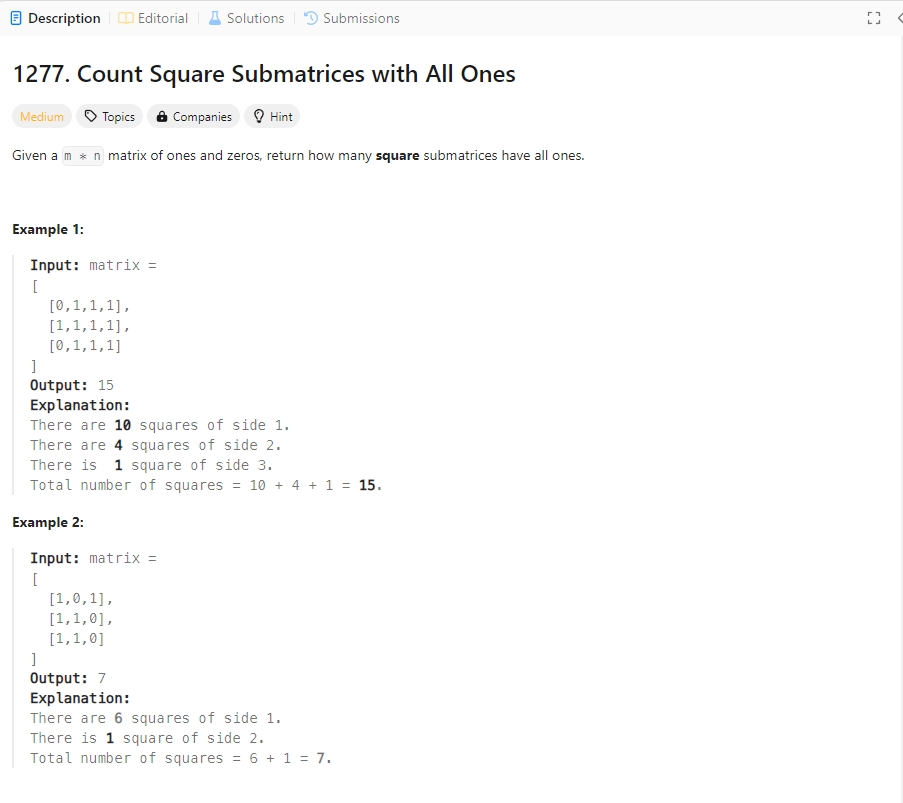 Description Editorial Solutions Submissions
1277. Count Square Submatrices with All Ones
Medium Topics Companies Hint
Given a m * n matrix of ones and zeros, return how many square submatrices have all ones.
Example 1:
Input: matrix =
[
[0,1,1,1],
[1,1,1,1],
[0,1,1,1]
]
Output: 15
Explanation:
There are 10 squares of side 1.
There are 4 squares of side 2.
There is 1 square of side 3.
Total number of squares = 10 + 4 + 1 = 15.
Example 2:
Input: matrix =
[
[1,0,1],
[1,1,0],
[1,1,0]
]
Output: 7
Explanation:
There are 6 squares of side 1.
There is 1 square of side 2.
Total number of squares = 6 + 1 = 7.